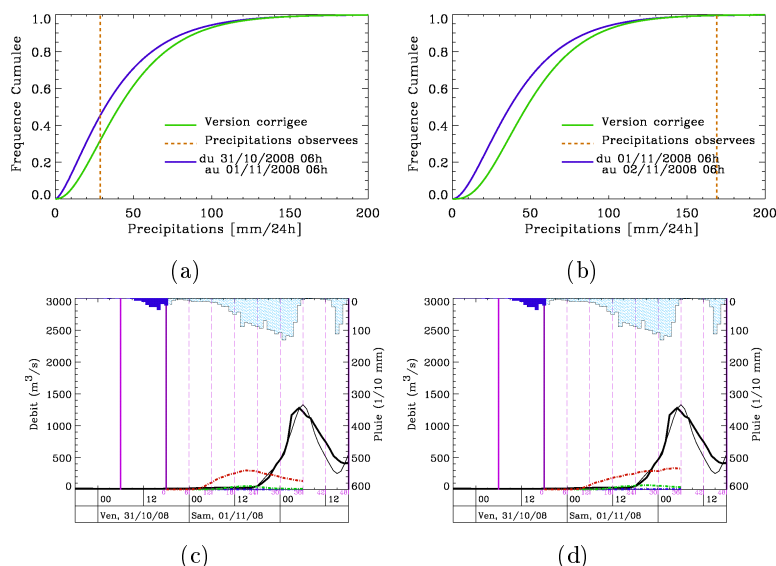 1.0
0.8
0.6
0.4
0.2
0.0
Frequence Cumulee
Version corrigee
Precipitations observees
du 31/10/2008 06h
au 01/11/2008 06h
0 50 100 150 200
Precipitations [mm/24h]
(a)
1.0
0.8
0.6
0.4
0.2
0.0
Frequence Cumulee
Version corrigee
Precipitations observees
du 01/11/2008 06h
au 02/11/2008 06h
0 50 100 150 200
Precipitations [mm/24h]
(b)
3000
2500
2000
1500
1000
500
0
Debit (m³/s)
0
100
200
300
400
500
600
Pluie (1/10 mm)
00 12 00 12 00 12
Ven, 31/10/08 Sam, 01/11/08
(c)
3000
2500
2000
1500
1000
500
0
Debit (m³/s)
0
100
200
300
400
500
600
Pluie (1/10 mm)
00 12 00 12 00 12
Ven, 31/10/08 Sam, 01/11/08
(d)